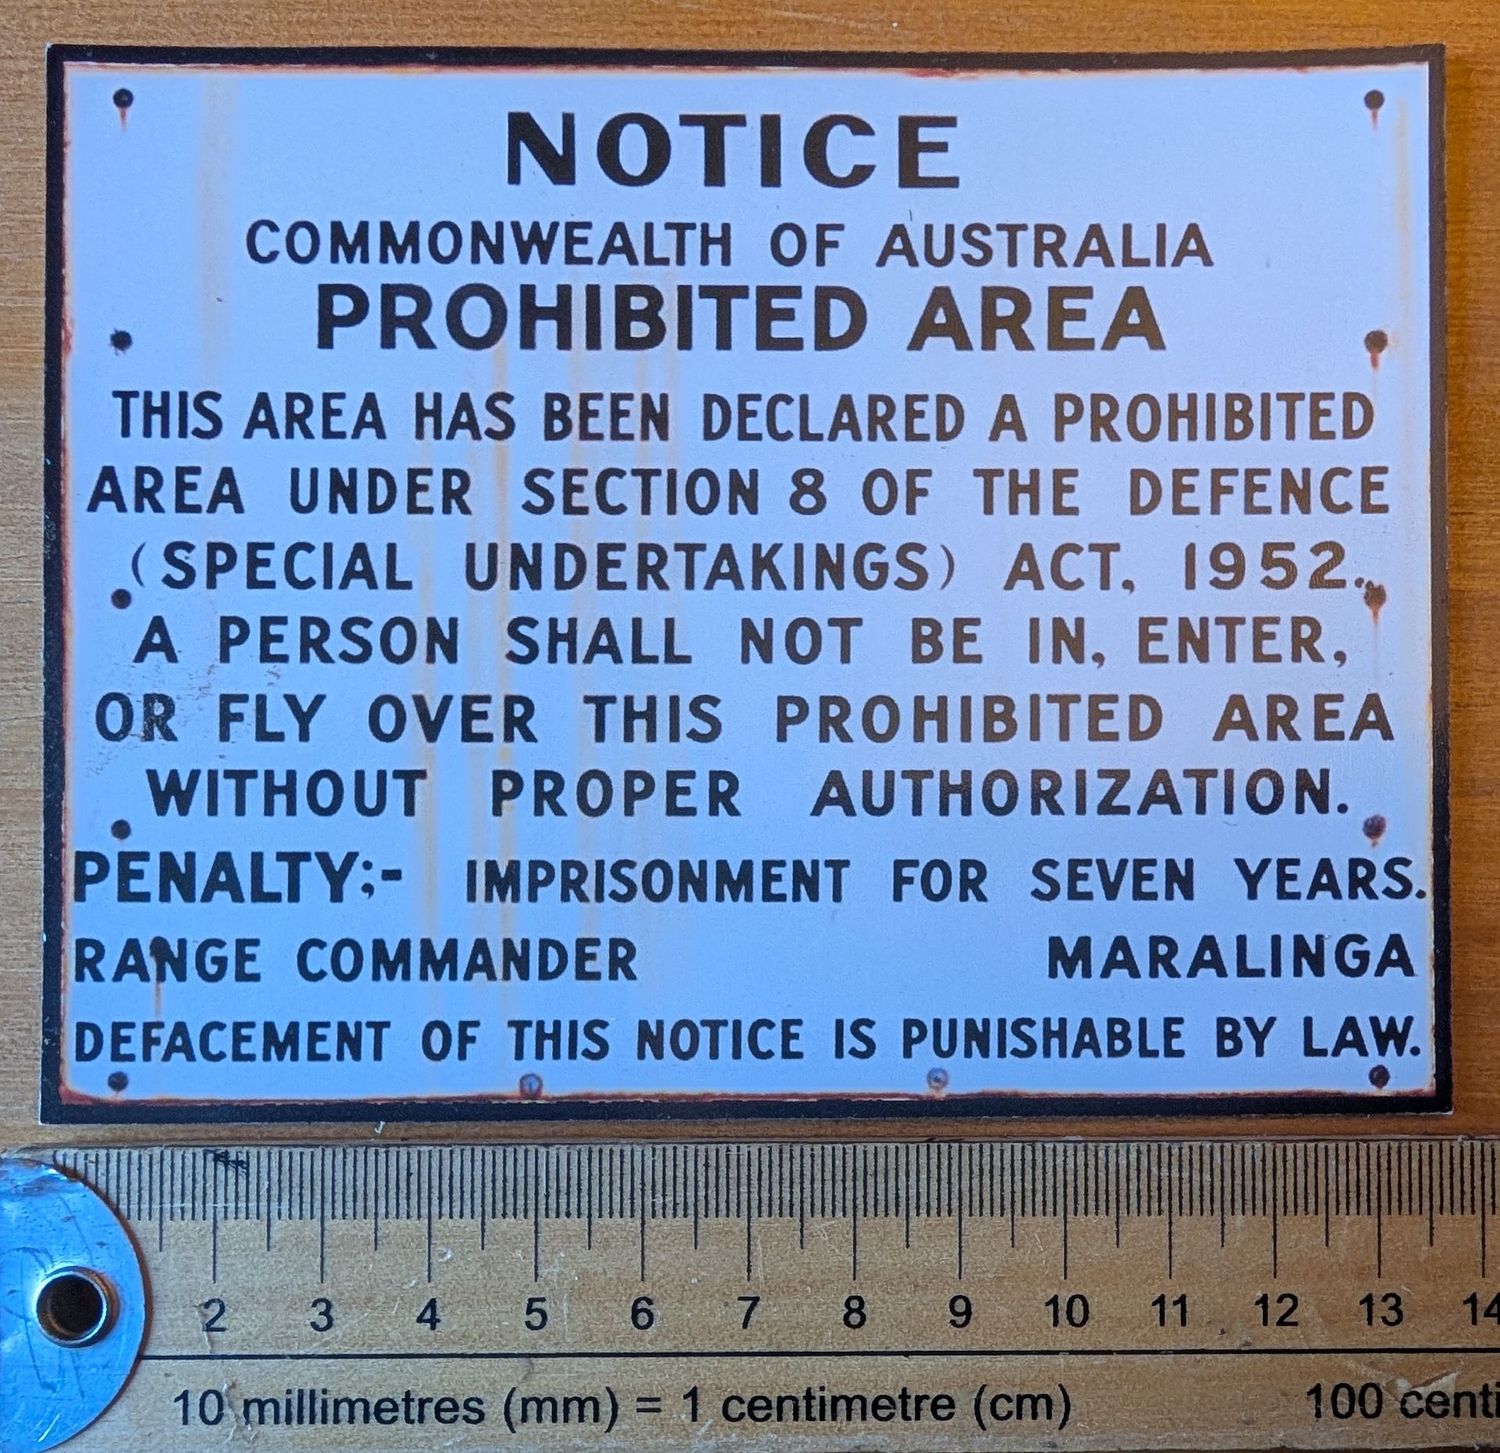 NOTICE
COMMONWEALTH OF AUSTRALIA
PROHIBITED AREA
THIS AREA HAS BEEN DECLARED A PROHIBITED
AREA UNDER SECTION 8 OF THE DEFENCE
(SPECIAL UNDERTAKINGS) ACT, 1952.
A PERSON SHALL NOT BE IN, ENTER,
OR FLY OVER THIS PROHIBITED AREA
WITHOUT PROPER AUTHORIZATION.
PENALTY;- IMPRISONMENT FOR SEVEN YEARS.
RANGE COMMANDER MARALINGA
DEFACEMENT OF THIS NOTICE IS PUNISHABLE BY LAW.
2 3 4 5 6 7 8 9 10 11 12 13 14
10 millimetres (mm) = 1 centimetre (cm) 100 centi